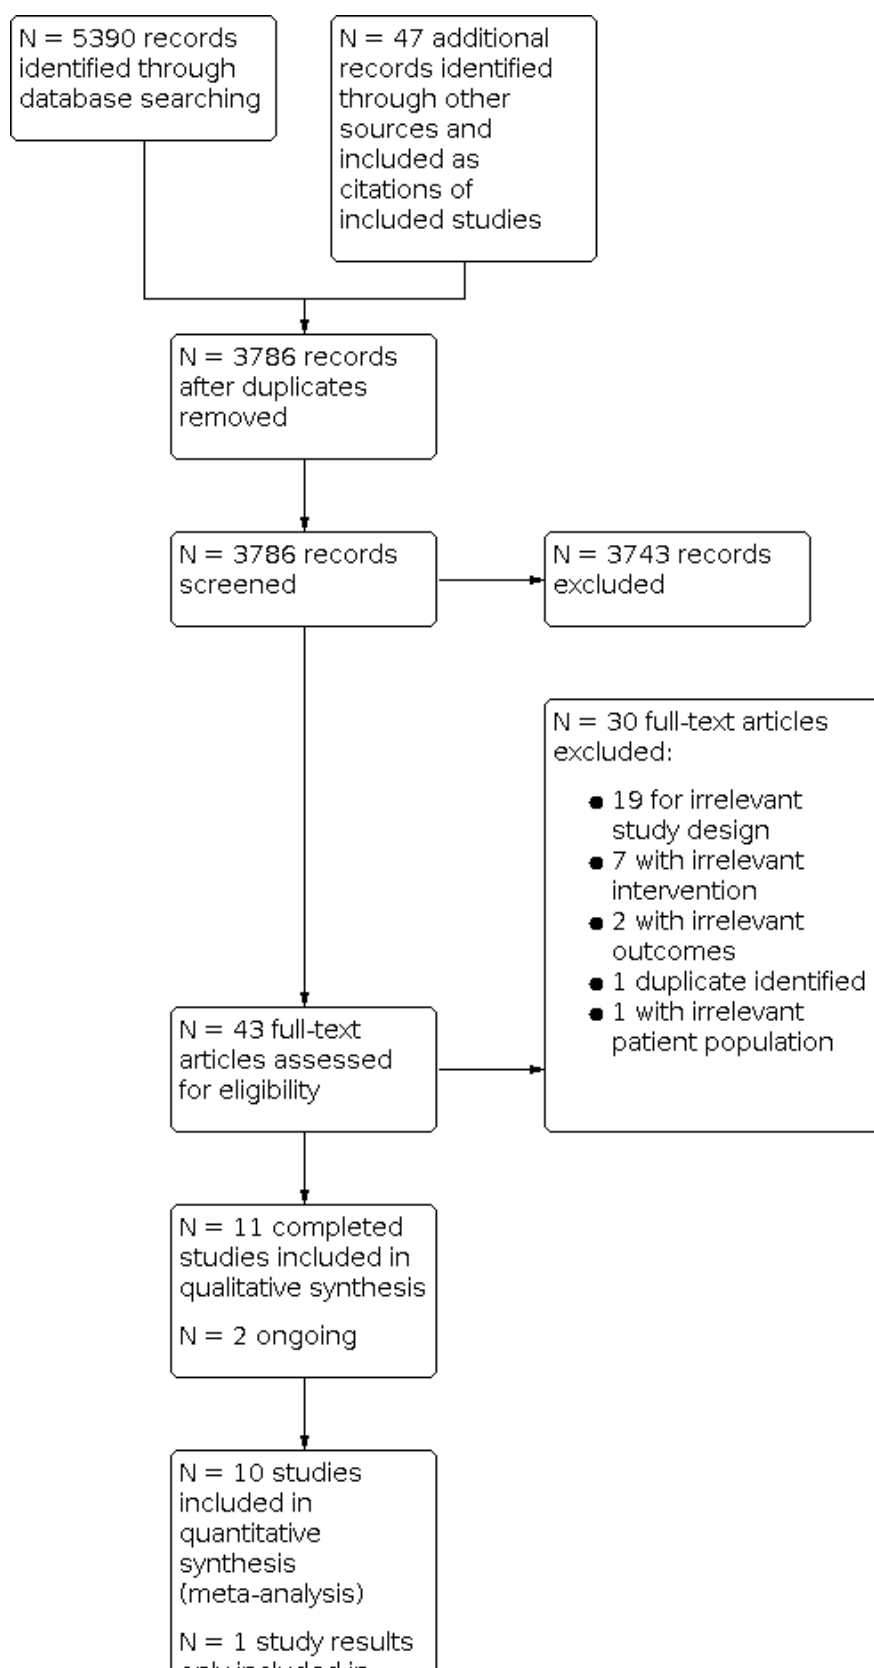 N = 5390 records
identified through
database searching
N = 47 additional
records identified
through other
sources and
included as
citations of
included studies
N = 3786 records
after duplicates
removed
N = 3786 records
screened
N = 3743 records
excluded
N = 30 full-text articles
excluded:
● 19 for irrelevant
study design
● 7 with irrelevant
intervention
● 2 with irrelevant
outcomes
● 1 duplicate identified
● 1 with irrelevant
patient population
N = 43 full-text
articles assessed
for eligibility
N = 11 completed
studies included in
qualitative synthesis
N = 2 ongoing
N = 10 studies
included in
quantitative
synthesis
(meta-analysis)
N = 1 study results
only included in